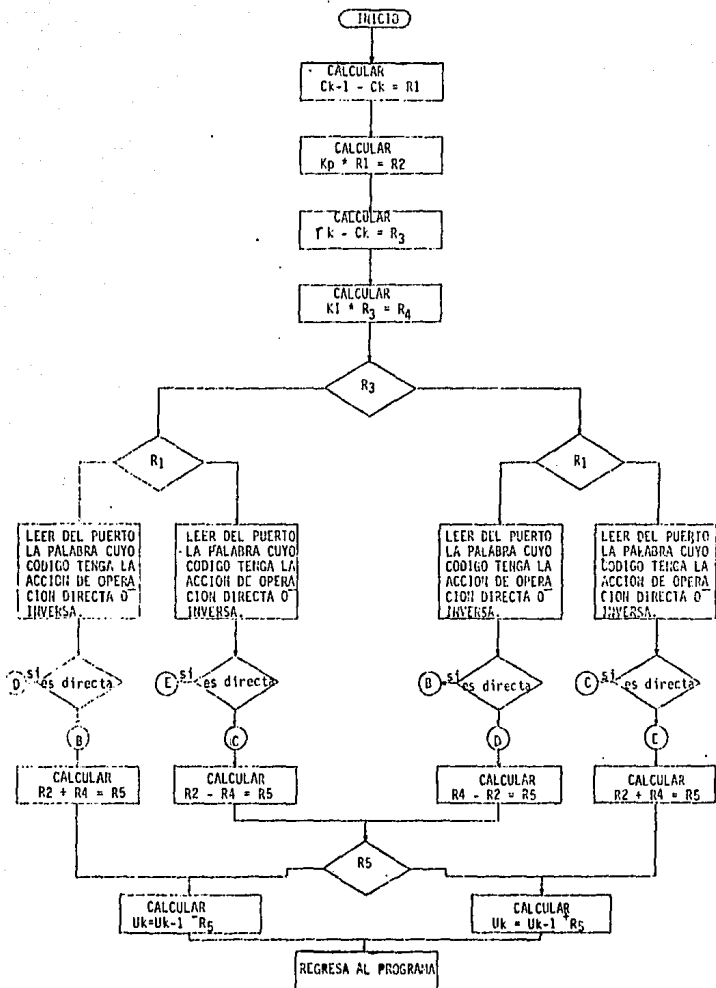 INICIO
CALCULAR
Ck-1 - Ck = R1
CALCULAR
Kp * R1 = R2
CALCULAR
rk - Ck = R3
CALCULAR
KI * R3 = R4
R3
R1
R1
LEER DEL PUERTO
LA PALABRA CUYO
CODIGO TENGA LA
ACCION DE OPERA
CION DIRECTA O
INVERSA.
LEER DEL PUERTO
LA PALABRA CUYO
CODIGO TENGA LA
ACCION DE OPERA
CION DIRECTA O
INVERSA.
LEER DEL PUERTO
LA PALABRA CUYO
CODIGO TENGA LA
ACCION DE OPERA
CION DIRECTA O
INVERSA.
LEER DEL PUERTO
LA PALABRA CUYO
CODIGO TENGA LA
ACCION DE OPERA
CION DIRECTA O
INVERSA.
D si es directa
E si es directa
B si es directa
C si es directa
B
C
D
E
CALCULAR
R2 + R4 = R5
CALCULAR
R2 - R4 = R5
CALCULAR
R4 - R2 = R5
CALCULAR
R2 + R4 = R5
R5
CALCULAR
Uk=Uk-1 - R5
CALCULAR
Uk = Uk-1 + R5
REGRESA AL PROGRAMA